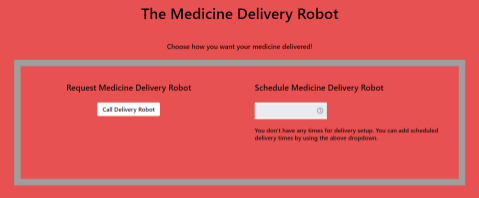 The Medicine Delivery Robot
Choose how you want your medicine delivered!
Request Medicine Delivery Robot
Call Delivery Robot
Schedule Medicine Delivery Robot
You don't have any times for delivery setup. You can add scheduled
delivery times by using the above dropdown.